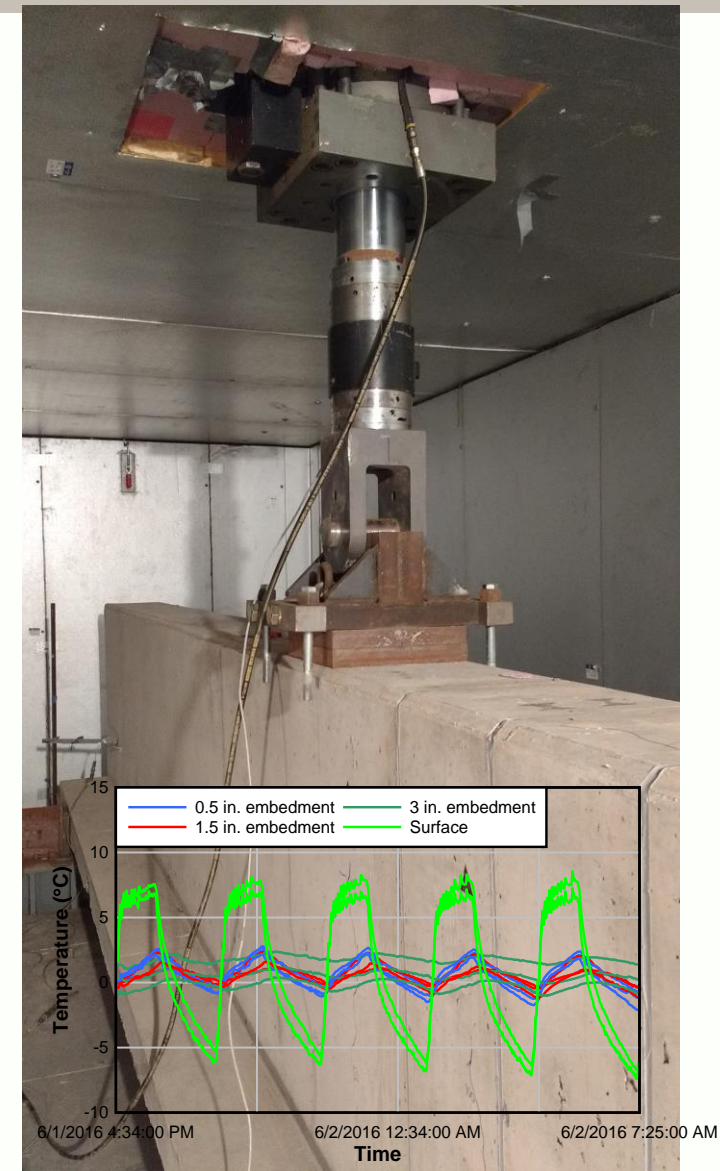 15
0.5 in. embedment 3 in. embedment
1.5 in. embedment Surface
10
5
0
-5
-10
Temperature (°C)
6/1/2016 4:34:00 PM 6/2/2016 12:34:00 AM 6/2/2016 7:25:00 AM
Time